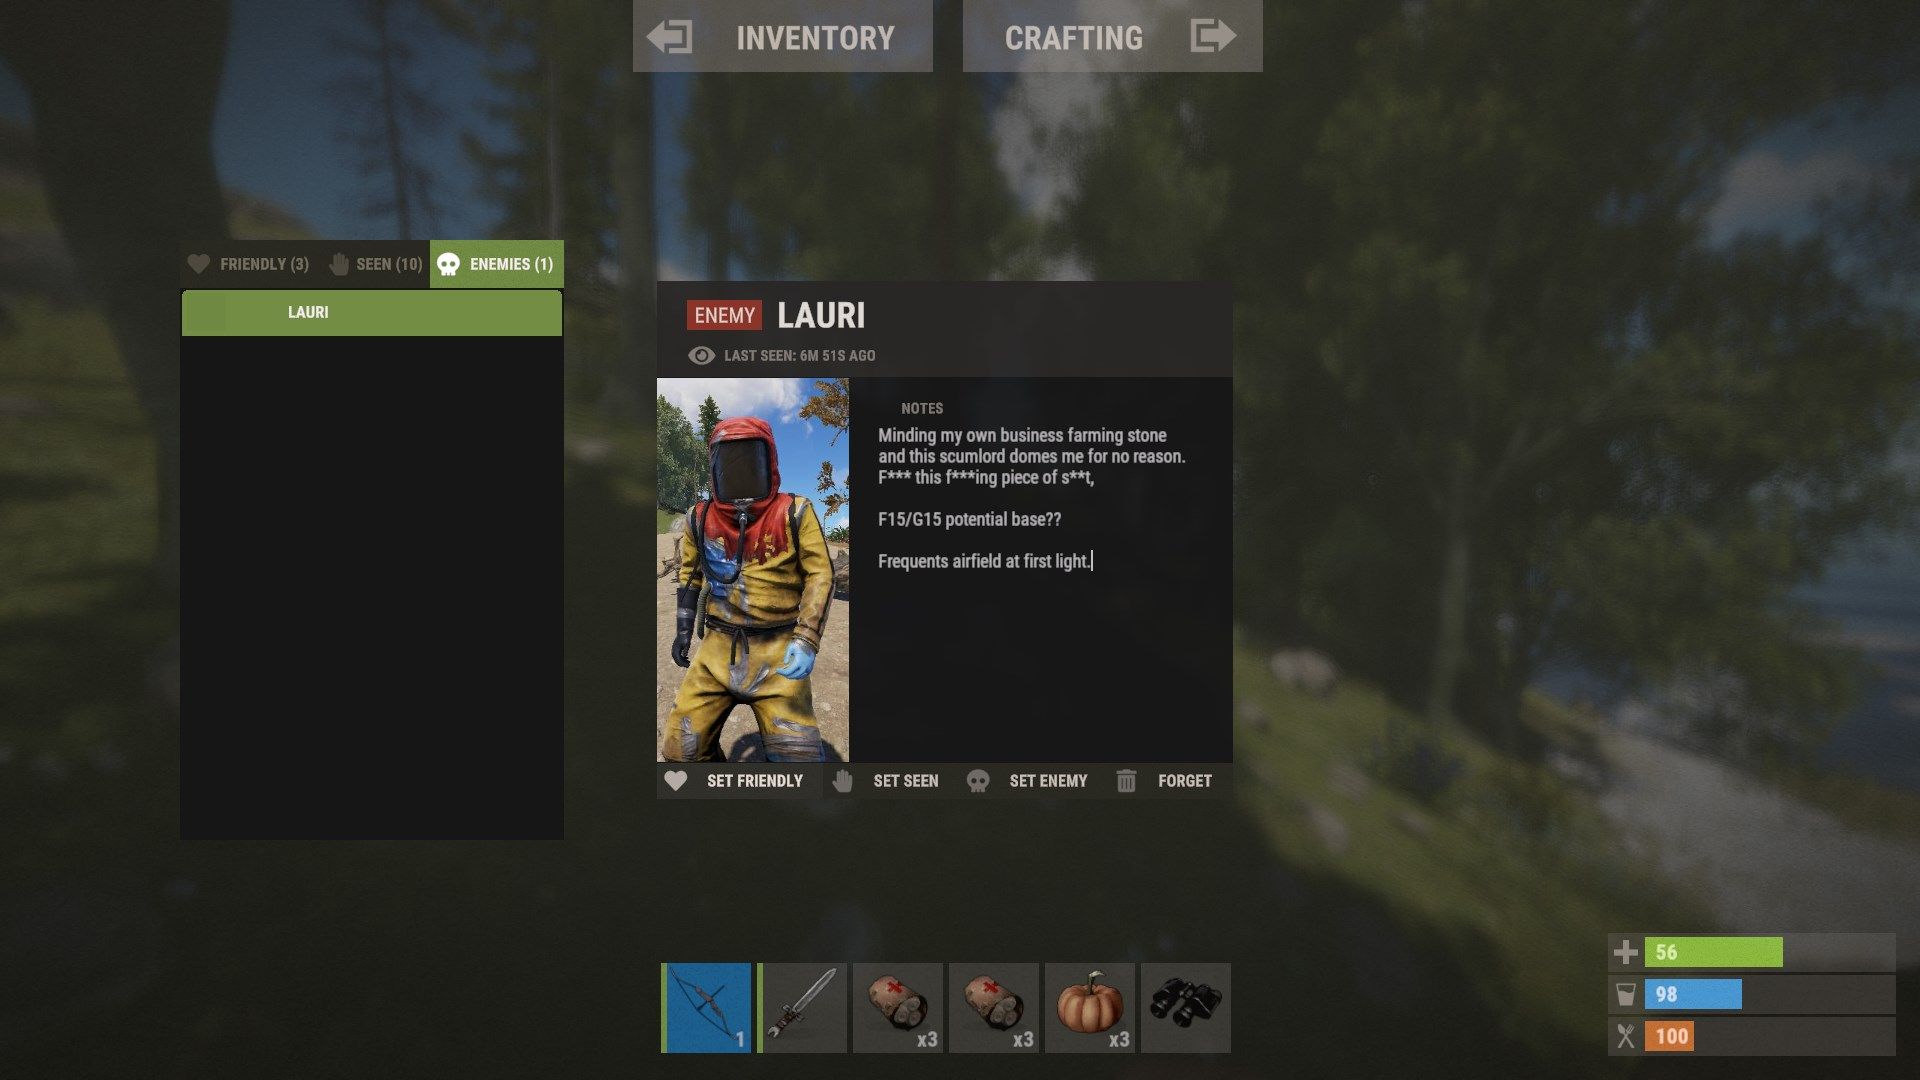 INVENTORY
CRAFTING
FRIENDLY (3)
SEEN (10)
ENEMIES (1)
LAURI
ENEMY LAURI
LAST SEEN: 6M 51S AGO
NOTES
Minding my own business farming stone
and this scumlord domes me for no reason.
F*** this f***ing piece of s**t,
F15/G15 potential base??
Frequents airfield at first light.
SET FRIENDLY
SET SEEN
SET ENEMY
FORGET
1
x3
x3
x3
56
98
100